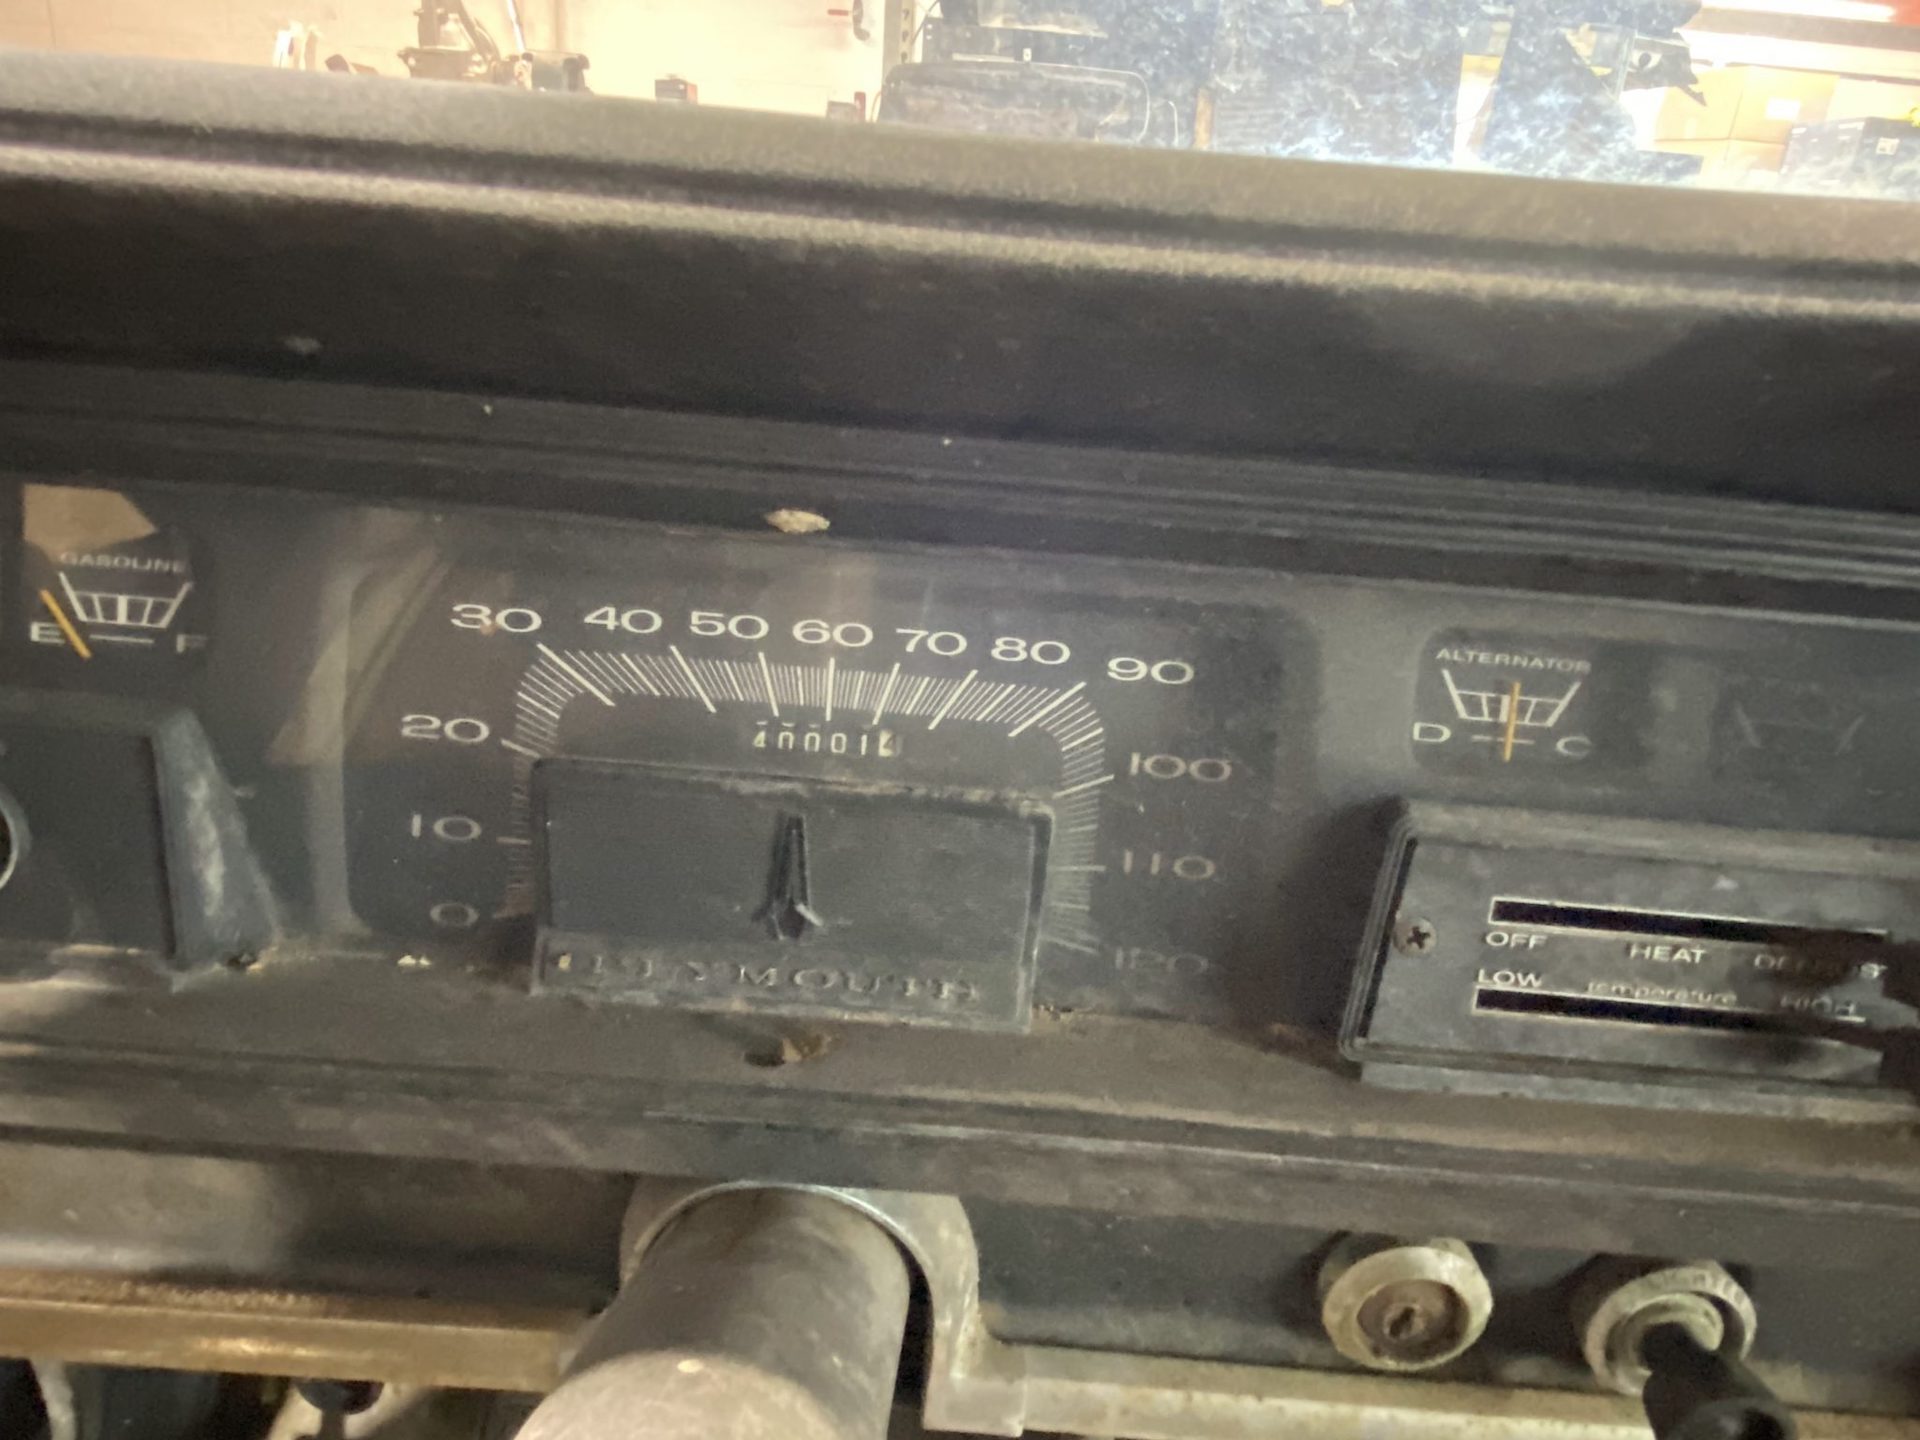 GASOLINE
E F
30 40 50 60 70 80 90
20
100
10
110
0
120
400014
PLYMOUTH
ALTERNATOR
D C
OFF HEAT DEFROST
LOW temperature HIGH